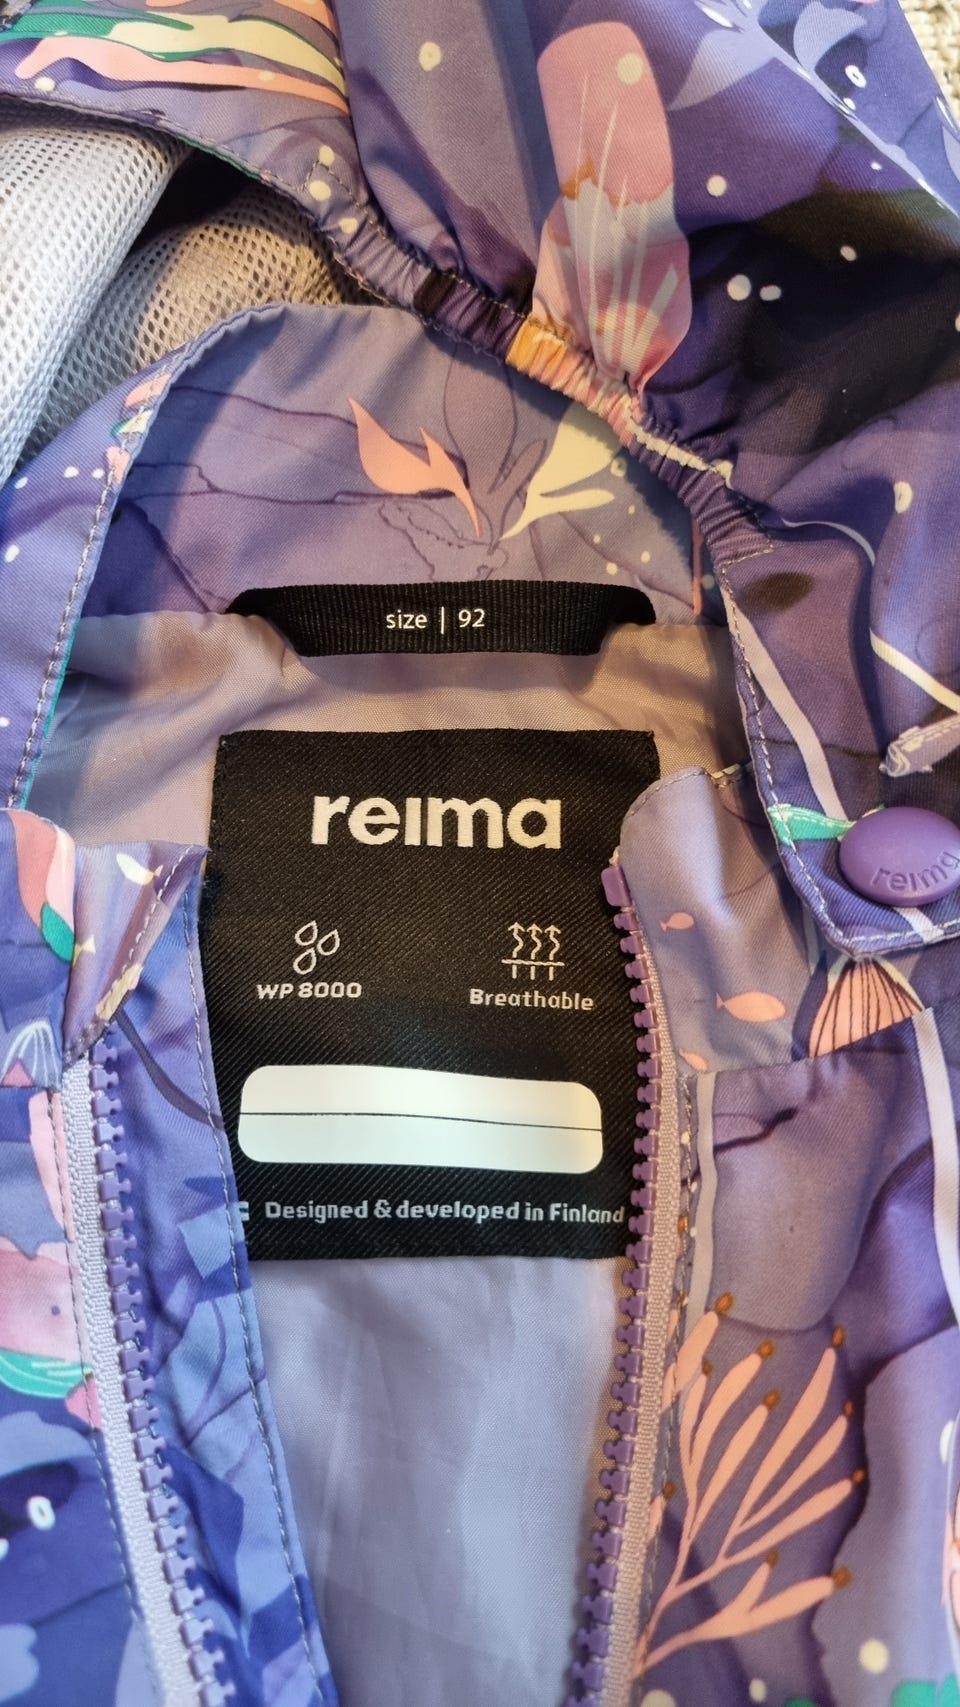 size | 92
reima
reima
WP 8000
Breathable
Designed & developed in Finland